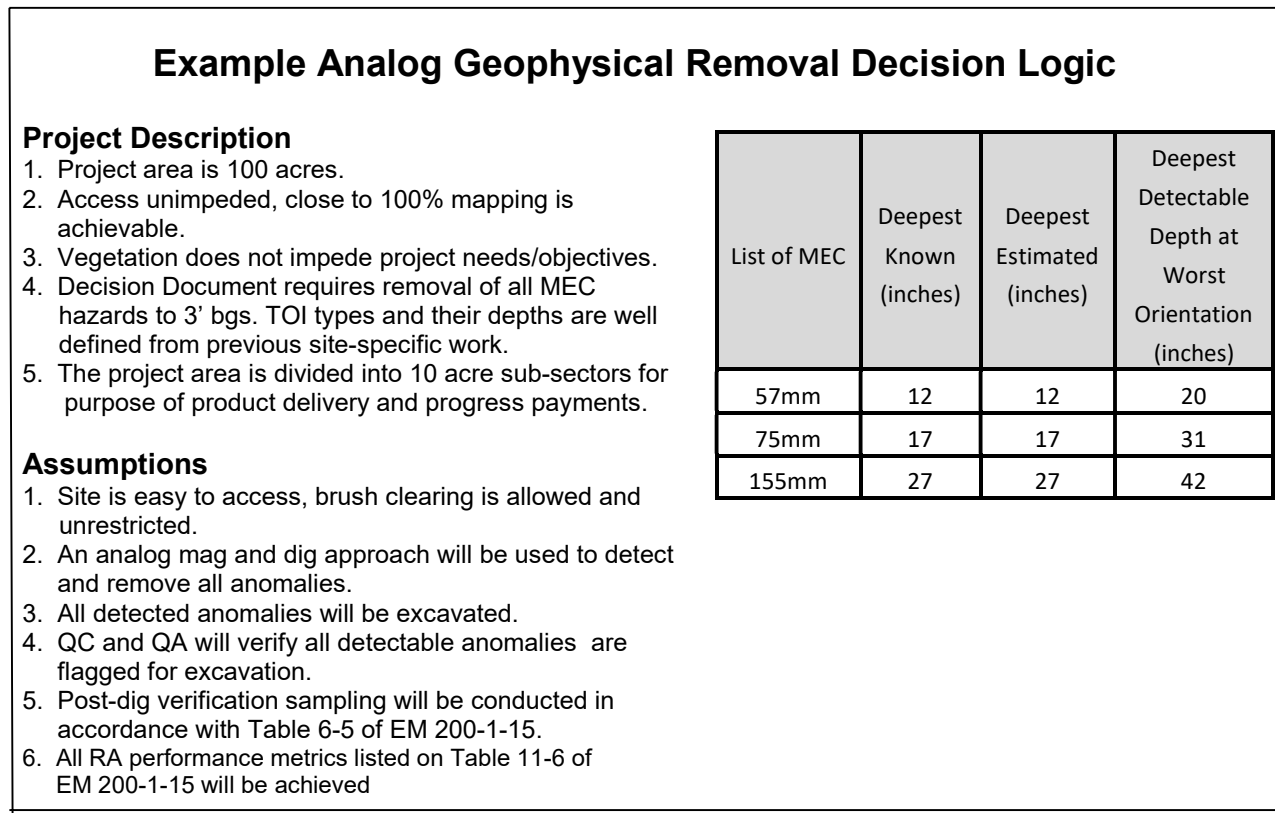 Example Analog Geophysical Removal Decision Logic
Project Description
1. Project area is 100 acres.
2. Access unimpeded, close to 100% mapping is
achievable.
3. Vegetation does not impede project needs/objectives.
4. Decision Document requires removal of all MEC
hazards to 3’ bgs. TOI types and their depths are well
defined from previous site-specific work.
5. The project area is divided into 10 acre sub-sectors for
purpose of product delivery and progress payments.
Assumptions
1. Site is easy to access, brush clearing is allowed and
unrestricted.
2. An analog mag and dig approach will be used to detect
and remove all anomalies.
3. All detected anomalies will be excavated.
4. QC and QA will verify all detectable anomalies are
flagged for excavation.
5. Post-dig verification sampling will be conducted in
accordance with Table 6-5 of EM 200-1-15.
6. All RA performance metrics listed on Table 11-6 of
EM 200-1-15 will be achieved
List of MEC
Deepest
Known
(inches)
Deepest
Estimated
(inches)
Deepest
Detectable
Depth at
Worst
Orientation
(inches)
57mm 12 12 20
75mm 17 17 31
155mm 27 27 42